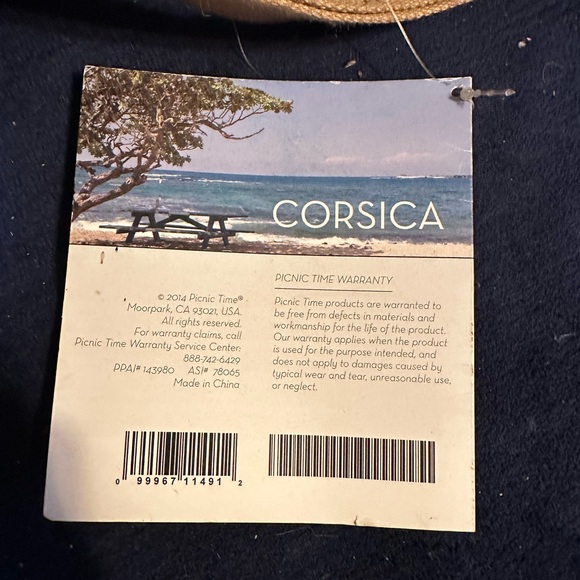 CORSICA
© 2014 Picnic Time®
Moorpark, CA 93021, USA.
All rights reserved.
For warranty claims, call
Picnic Time Warranty Service Center:
888-742-6429
PPAI# 143980 ASI# 78065
Made in China
PICNIC TIME WARRANTY
Picnic Time products are warranted to
be free from defects in materials and
workmanship for the life of the product.
Our warranty applies when the product
is used for the purpose intended, and
does not apply to damages caused by
typical wear and tear, unreasonable use,
or neglect.
0 99967 11491 2